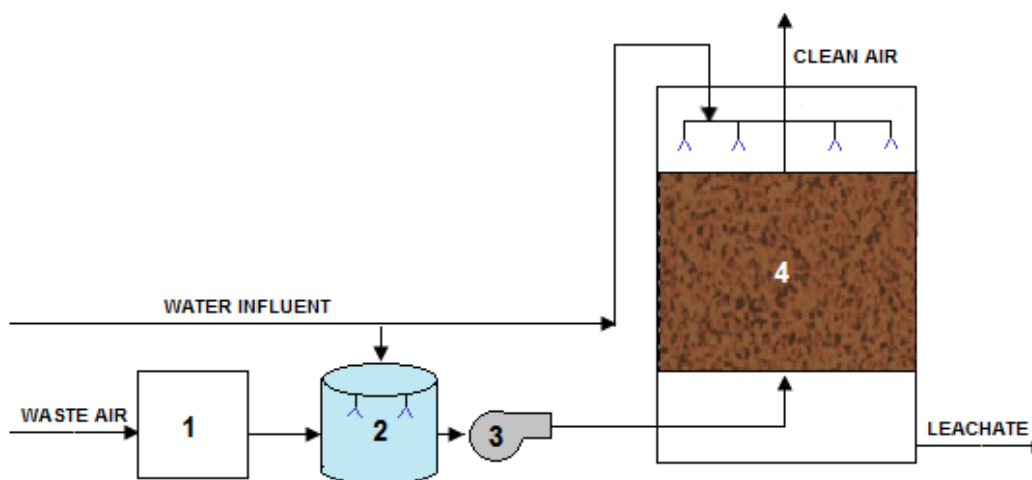 CLEAN AIR
4
WATER INFLUENT
WASTE AIR
1
2
3
LEACHATE